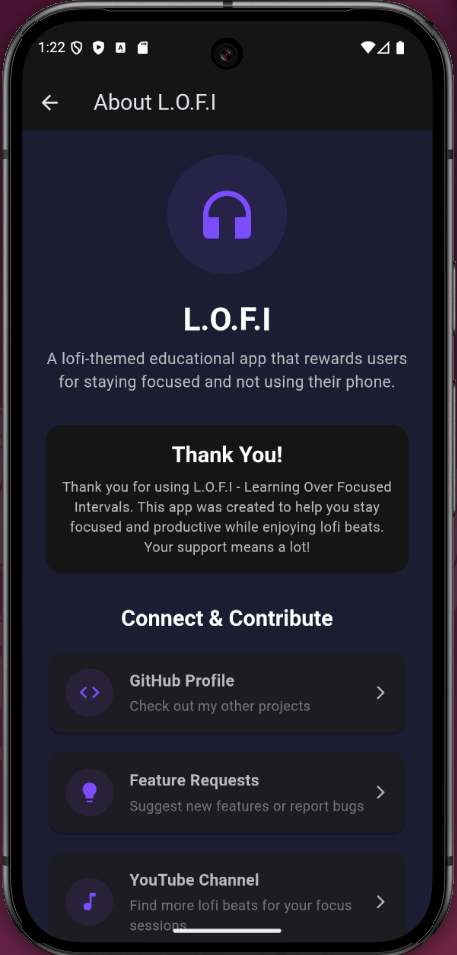 1:22
About L.O.F.I
L.O.F.I
A lofi-themed educational app that rewards users
for staying focused and not using their phone.
Thank You!
Thank you for using L.O.F.I - Learning Over Focused
Intervals. This app was created to help you stay
focused and productive while enjoying lofi beats.
Your support means a lot!
Connect & Contribute
GitHub Profile
Check out my other projects
Feature Requests
Suggest new features or report bugs
YouTube Channel
Find more lofi beats for your focus
sessions